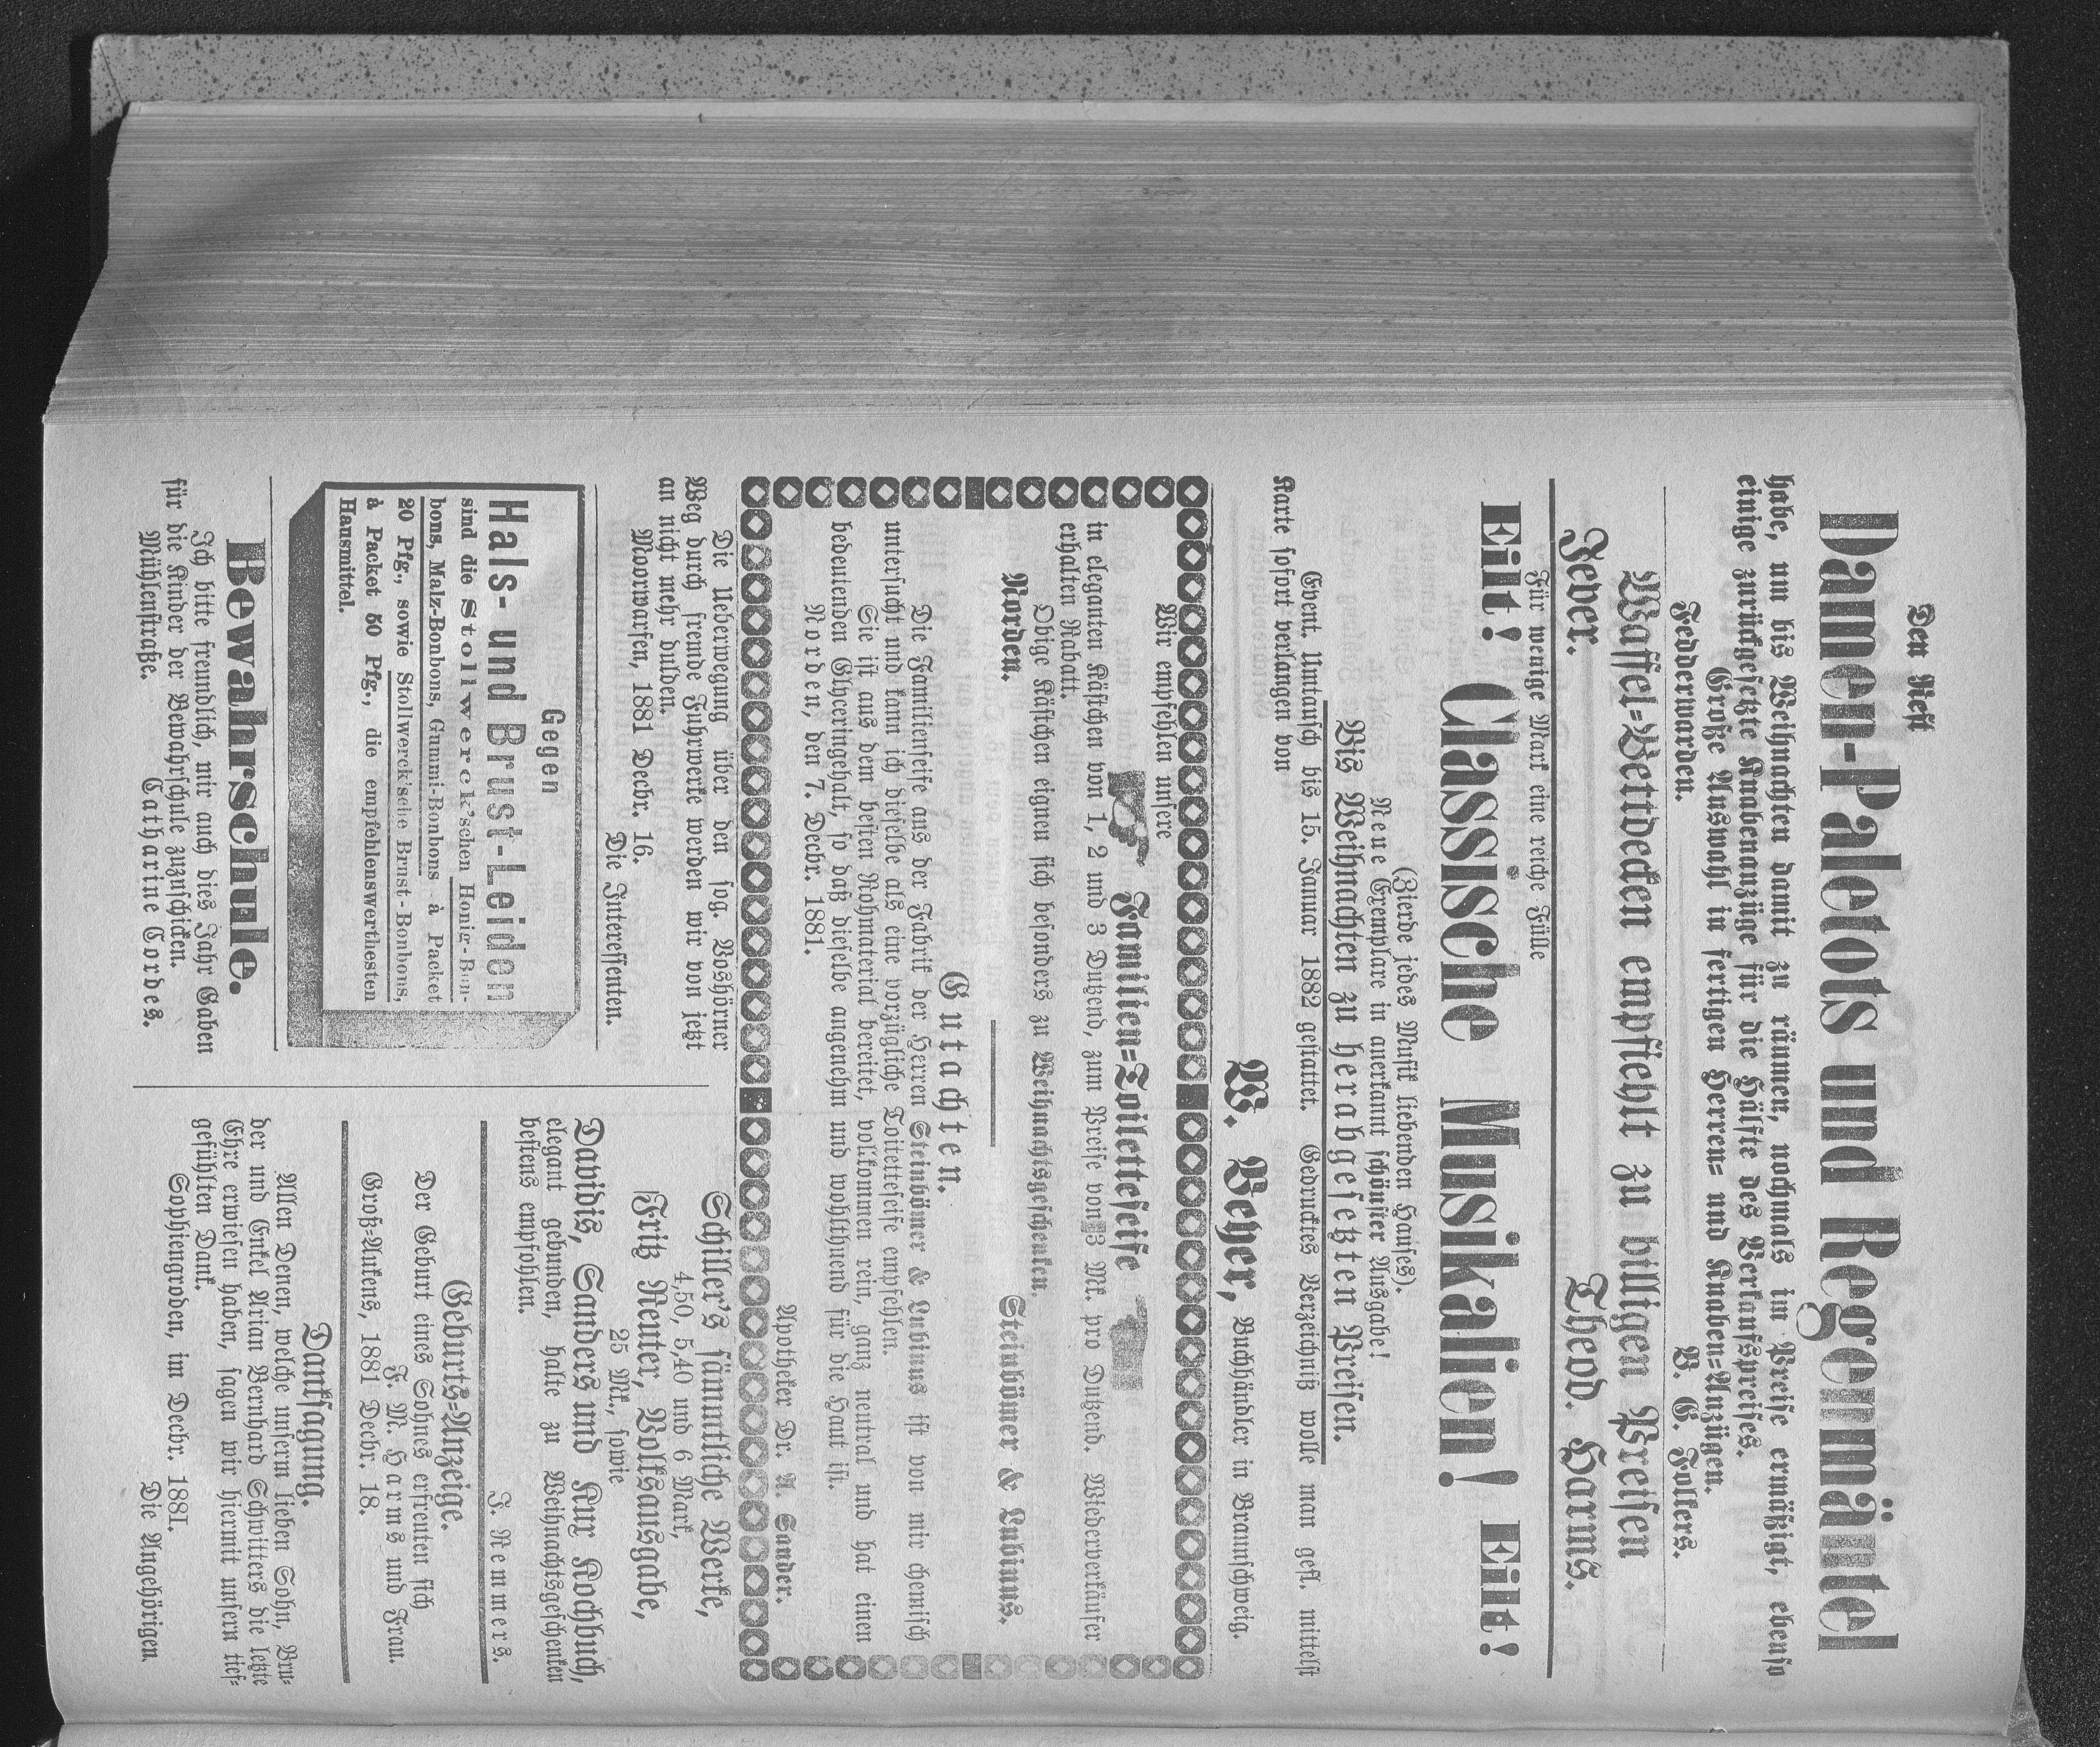 Den Rest
Damen-Paletots und Regenmäntel
habe, um bis Weihnachten damit zu räumen, nochmals im Preise ermäßigt, ebenso
einige zurückgesetzte Knabenanzüge für die Hälfte des Verkaufspreises.
Große Auswahl in fertigen Herren= und Knaben=Anzügen.
Fedderwarden. B. C. Folkers.
Waffel=Bettdecken empfiehlt zu billigen Preisen
Jever. Theod. Harms.
Für wenige Mark eine reiche Fülle
Eilt! Classische Musikalien! Eilt!
(Zierde jedes Musik liebenden Hauses).
Neue Exemplare in anerkannt schönster Ausgabe!
Bis Weihnachten zu herabgesetzten Preisen.
Event. Umtausch bis 15. Januar 1882 gestattet. Gedrucktes Verzeichniß wolle man gefl. mittelst
Karte sofort verlangen von
W. Beyer, Buchhändler in Braunschweig.
Wir empfehlen unsere
Familien=Toiletteseife
in eleganten Kästchen von 1, 2 und 3 Dutzend, zum Preise von 3 Mk. pro Dutzend. Wiederverkäufer
erhalten Rabatt.
Obige Kästchen eignen sich besonders zu Weihnachtsgeschenken.
Norden. Steinbömer & Lubinus.
Gutachten.
Die Familienseife aus der Fabrik der Herren Steinbömer & Lubinus ist von mir chemisch
untersucht und kann ich dieselbe als eine vorzügliche Toiletteseife empfehlen.
Sie ist aus dem besten Rohmaterial bereitet, vollkommen rein, ganz neutral und hat einen
bedeutenden Glyceringehalt, so daß dieselbe angenehm und wohlthuend für die Haut ist.
Norden, den 7. Decbr. 1881.
Apotheker Dr. A. Sander.
Die Ueberwegung über den sog. Poshörner
Weg durch fremde Fuhrwerke werden wir von jetzt
an nicht mehr dulden.
Moorwarfen, 1881 Decbr. 16.
Die Interessenten.
Gegen
Hals- und Brust-Leiden
sind die Stollwerck'schen Honig-Bon-
bons, Malz-Bonbons, Gummi-Bonbons à Packet
20 Pfg., sowie Stollwerck'sche Brust-Bonbons,
à Packet 50 Pfg., die empfehlenswerthesten
Hausmittel.
Bewahrschule.
Ich bitte freundlich, mir auch dies Jahr Gaben
für die Kinder der Bewahrschule zuzuschicken.
Mühlenstraße. Catharine Cordes.
Schiller's sämmtliche Werke,
4,50, 5,40 und 6 Mark,
Fritz Reuter, Volksausgabe,
25 Mk., sowie
Davidis, Sanders und Kur Kochbuch,
elegant gebunden, halte zu Weihnachtsgeschenken
bestens empfohlen.
J. Remmers.
Geburts=Anzeige.
Der Geburt eines Sohnes erfreuten sich
F. M. Harms und Frau.
Groß=Aukens, 1881 Decbr. 18.
Danksagung.
Allen Denen, welche unserm lieben Sohn, Bru-
der und Enkel Arian Bernhard Schwitters die letzte
Ehre erwiesen haben, sagen wir hiermit unsern tief-
gefühlten Dank.
Sophiengroden, im Decbr. 1881.
Die Angehörigen.